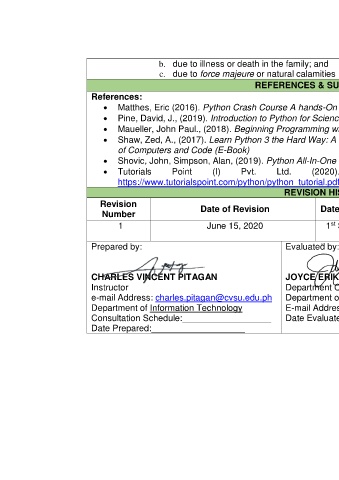 b. due to illness or death in the family; and
c. due to force majeure or natural calamities
REFERENCES & SU
References:
• Matthes, Eric (2016). Python Crash Course A hands-On
• Pine, David, J., (2019). Introduction to Python for Scienc
• Maueller, John Paul., (2018). Beginning Programming w
• Shaw, Zed, A., (2017). Learn Python 3 the Hard Way: A
of Computers and Code (E-Book)
• Shovic, John, Simpson, Alan, (2019). Python All-In-One
• Tutorials Point (I) Pvt. Ltd. (2020).
https://www.tutorialspoint.com/python/python_tutorial.pdf
REVISION HIS
Revision Number Date of Revision Date
1 June 15, 2020 1st S
Prepared by: Evaluated by:
CHARLES VINCENT PITAGAN JOYCE ERIK
Instructor Department C
e-mail Address: charles.pitagan@cvsu.edu.ph Department o
Department of Information Technology E-mail Addres
Consultation Schedule:__________________ Date Evaluate
Date Prepared:___________________